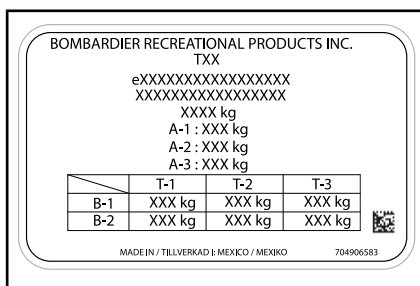 BOMBARDIER RECREATIONAL PRODUCTS INC.
TXX
eXXXXXXXXXXXXXXXXX
XXXXXXXXXXXXXXXXX
XXXX kg
A-1 : XXX kg
A-2 : XXX kg
A-3 : XXX kg
T-1 T-2 T-3
B-1 XXX kg XXX kg XXX kg
B-2 XXX kg XXX kg XXX kg
MADE IN / TILLVERKAD I: MEXICO / MEXIKO 704906583